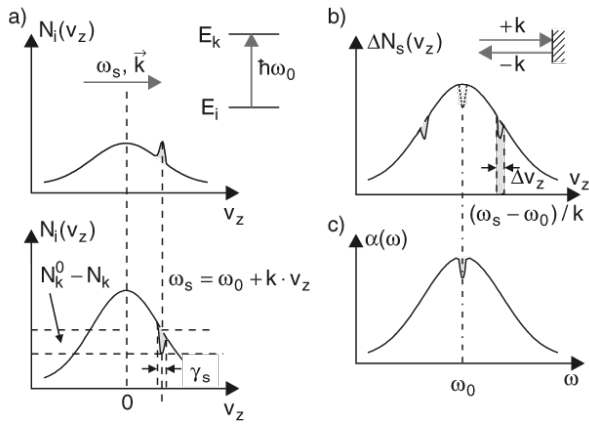 a)
N_i(v_z)
ω_s, k⃗
E_k
ħω_0
E_i
v_z
N_i(v_z)
N_k^0 − N_k
ω_s = ω_0 + k · v_z
γ_s
0
v_z
b)
ΔN_s(v_z)
+k
−k
Δv_z
v_z
(ω_s − ω_0) / k
c)
α(ω)
ω_0
ω